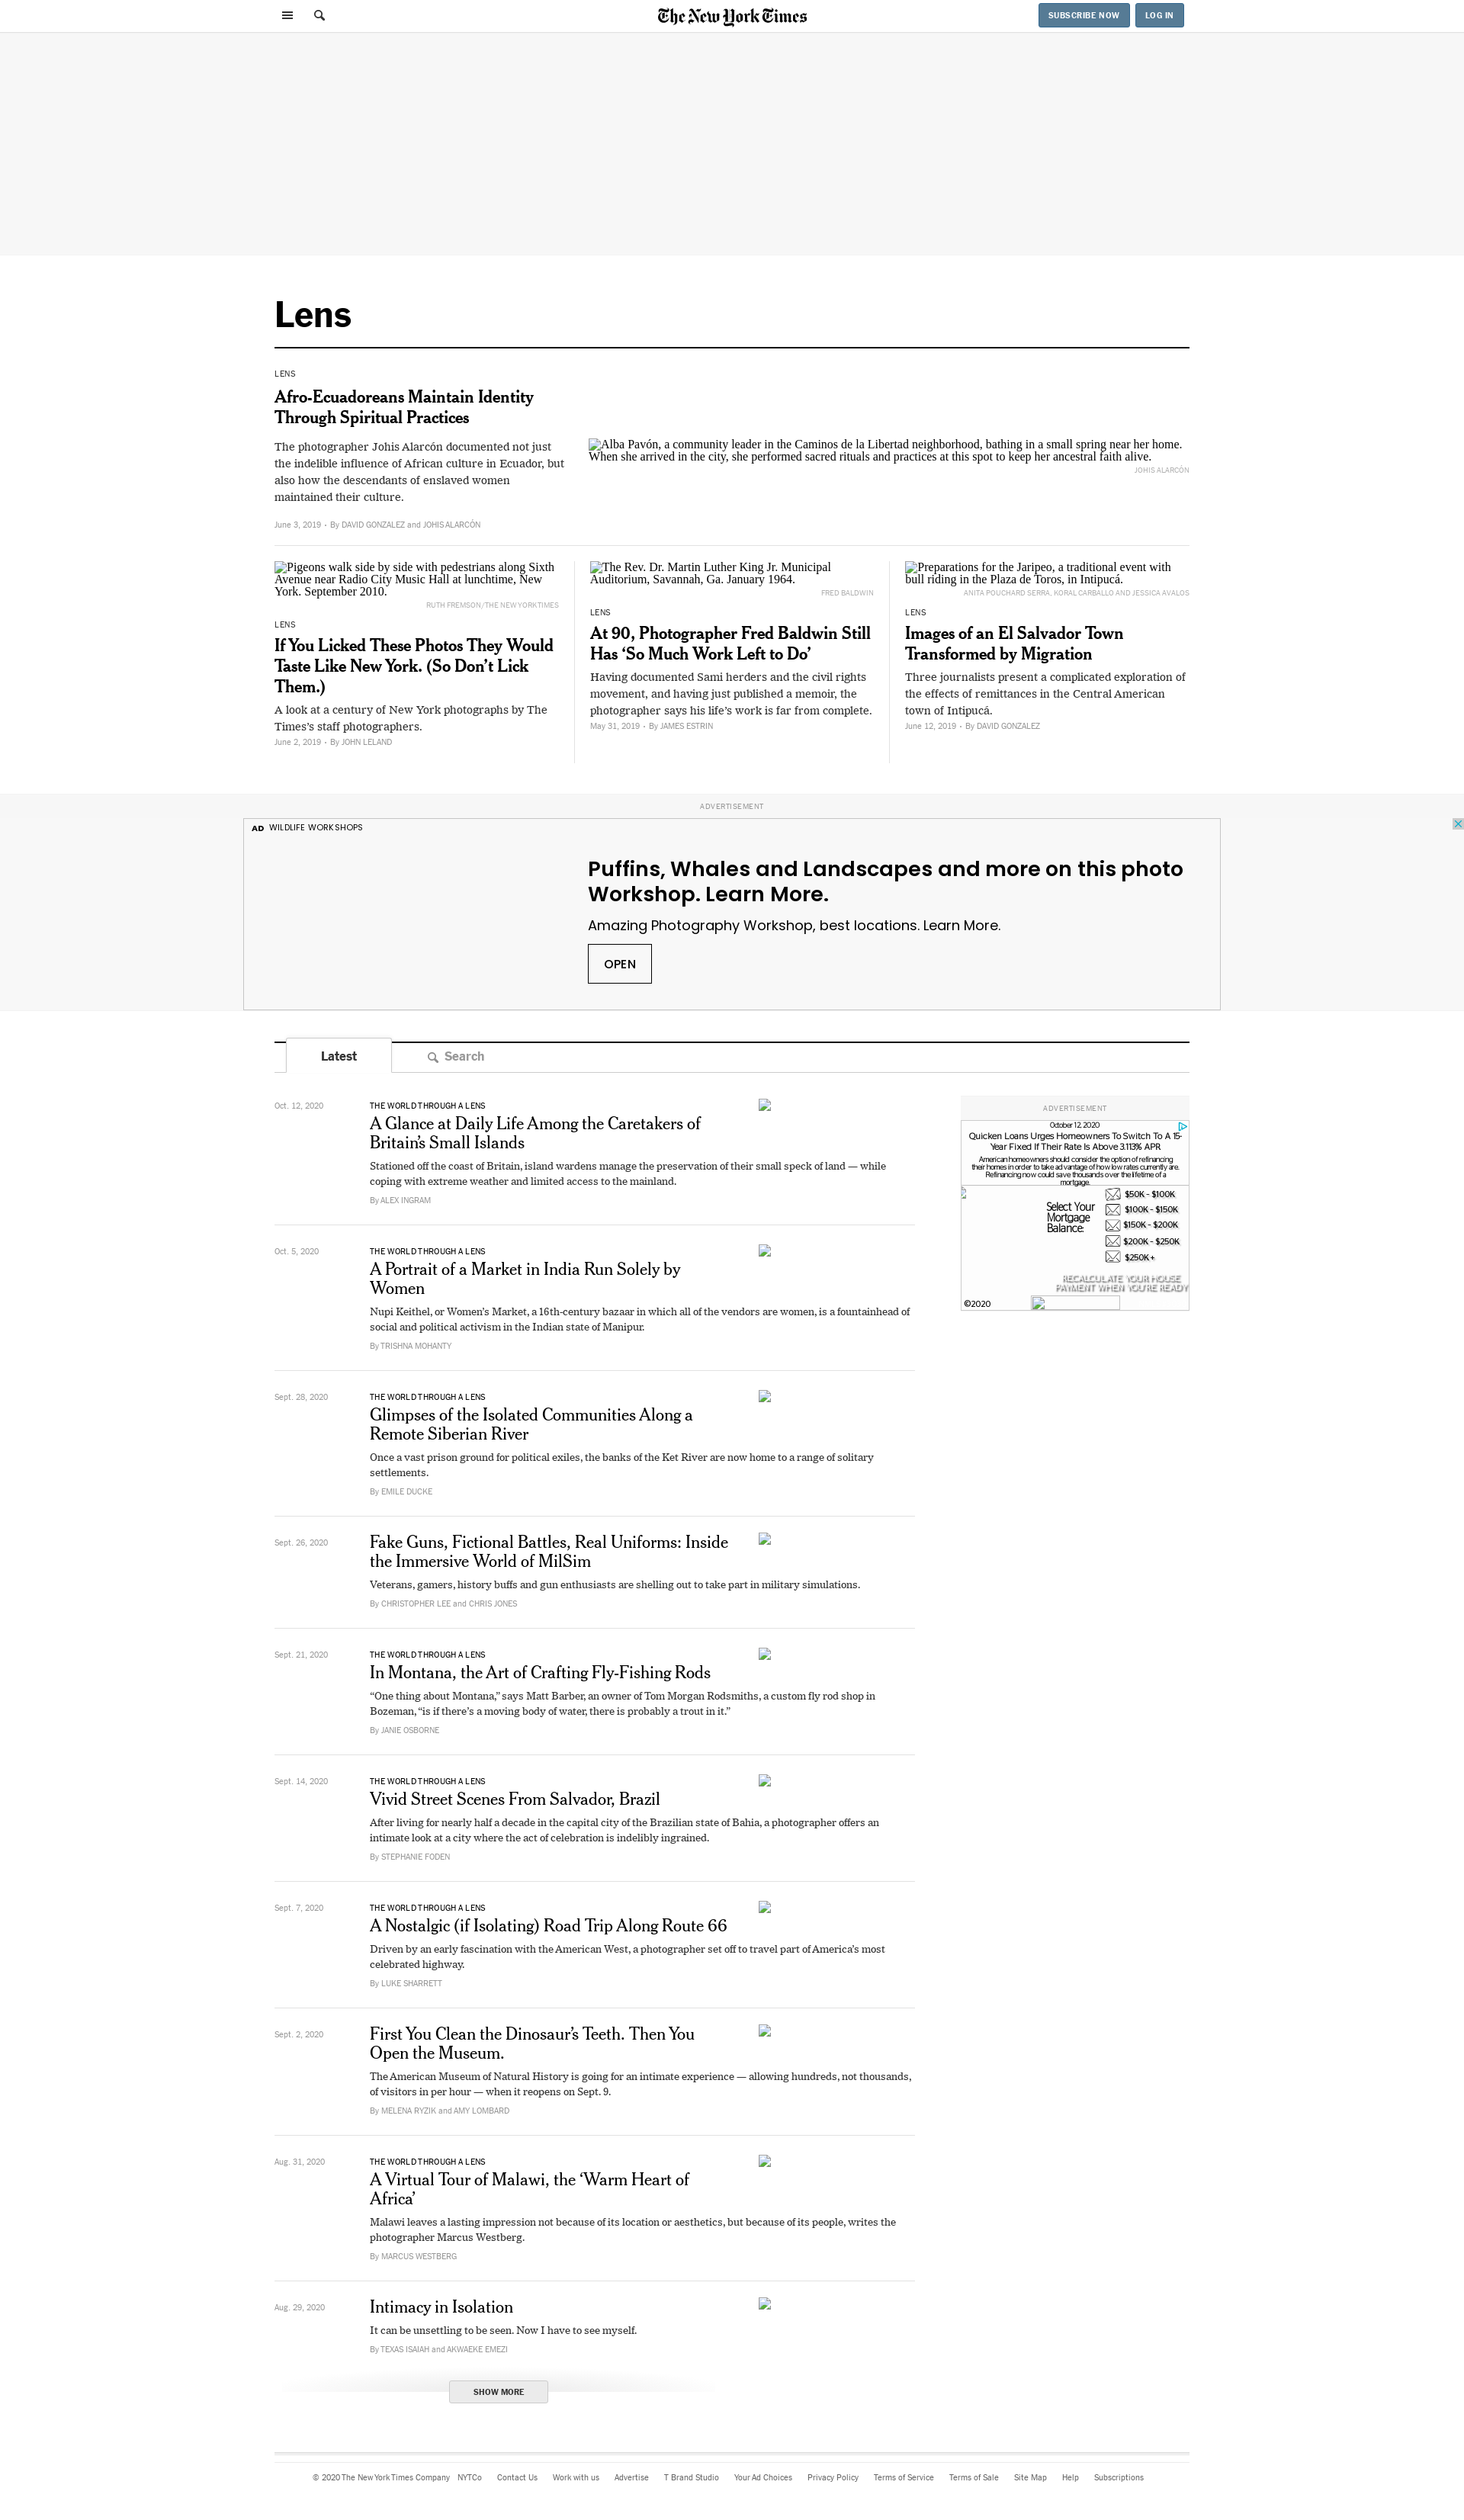 The New York Times
SUBSCRIBE NOW
LOG IN
Lens
LENS
Afro-Ecuadoreans Maintain Identity
Through Spiritual Practices
The photographer Johis Alarcón documented not just
the indelible influence of African culture in Ecuador, but
also how the descendants of enslaved women
maintained their culture.
June 3, 2019 • By DAVID GONZALEZ and JOHIS ALARCÓN
Alba Pavón, a community leader in the Caminos de la Libertad neighborhood, bathing in a small spring near her home.
When she arrived in the city, she performed sacred rituals and practices at this spot to keep her ancestral faith alive.
JOHIS ALARCÓN
Pigeons walk side by side with pedestrians along Sixth
Avenue near Radio City Music Hall at lunchtime, New
York. September 2010.
RUTH FREMSON/THE NEW YORK TIMES
LENS
If You Licked These Photos They Would
Taste Like New York. (So Don’t Lick
Them.)
A look at a century of New York photographs by The
Times’s staff photographers.
June 2, 2019 • By JOHN LELAND
The Rev. Dr. Martin Luther King Jr. Municipal
Auditorium, Savannah, Ga. January 1964.
FRED BALDWIN
LENS
At 90, Photographer Fred Baldwin Still
Has ‘So Much Work Left to Do’
Having documented Sami herders and the civil rights
movement, and having just published a memoir, the
photographer says his life’s work is far from complete.
May 31, 2019 • By JAMES ESTRIN
Preparations for the Jaripeo, a traditional event with
bull riding in the Plaza de Toros, in Intipucá.
ANITA POUCHARD SERRA, KORAL CARBALLO AND JESSICA AVALOS
LENS
Images of an El Salvador Town
Transformed by Migration
Three journalists present a complicated exploration of
the effects of remittances in the Central American
town of Intipucá.
June 12, 2019 • By DAVID GONZALEZ
ADVERTISEMENT
AD WILDLIFE WORKSHOPS
Puffins, Whales and Landscapes and more on this photo
Workshop. Learn More.
Amazing Photography Workshop, best locations. Learn More.
OPEN
Latest
Search
Oct. 12, 2020
THE WORLD THROUGH A LENS
A Glance at Daily Life Among the Caretakers of
Britain’s Small Islands
Stationed off the coast of Britain, island wardens manage the preservation of their small speck of land — while
coping with extreme weather and limited access to the mainland.
By ALEX INGRAM
ADVERTISEMENT
October 12, 2020
Quicken Loans Urges Homeowners To Switch To A 15-
Year Fixed If Their Rate Is Above 3.113% APR
American homeowners should consider the option of refinancing
their homes in order to take advantage of how low rates currently are.
Refinancing now could save thousands over the lifetime of a
mortgage.
Select Your
Mortgage
Balance:
$50K - $100K
$100K - $150K
$150K - $200K
$200K - $250K
$250K +
RECALCULATE YOUR HOUSE
PAYMENT WHEN YOU'RE READY
©2020
Oct. 5, 2020
THE WORLD THROUGH A LENS
A Portrait of a Market in India Run Solely by
Women
Nupi Keithel, or Women’s Market, a 16th-century bazaar in which all of the vendors are women, is a fountainhead of
social and political activism in the Indian state of Manipur.
By TRISHNA MOHANTY
Sept. 28, 2020
THE WORLD THROUGH A LENS
Glimpses of the Isolated Communities Along a
Remote Siberian River
Once a vast prison ground for political exiles, the banks of the Ket River are now home to a range of solitary
settlements.
By EMILE DUCKE
Sept. 26, 2020
Fake Guns, Fictional Battles, Real Uniforms: Inside
the Immersive World of MilSim
Veterans, gamers, history buffs and gun enthusiasts are shelling out to take part in military simulations.
By CHRISTOPHER LEE and CHRIS JONES
Sept. 21, 2020
THE WORLD THROUGH A LENS
In Montana, the Art of Crafting Fly-Fishing Rods
“One thing about Montana,” says Matt Barber, an owner of Tom Morgan Rodsmiths, a custom fly rod shop in
Bozeman, “is if there’s a moving body of water, there is probably a trout in it.”
By JANIE OSBORNE
Sept. 14, 2020
THE WORLD THROUGH A LENS
Vivid Street Scenes From Salvador, Brazil
After living for nearly half a decade in the capital city of the Brazilian state of Bahia, a photographer offers an
intimate look at a city where the act of celebration is indelibly ingrained.
By STEPHANIE FODEN
Sept. 7, 2020
THE WORLD THROUGH A LENS
A Nostalgic (if Isolating) Road Trip Along Route 66
Driven by an early fascination with the American West, a photographer set off to travel part of America’s most
celebrated highway.
By LUKE SHARRETT
Sept. 2, 2020
First You Clean the Dinosaur’s Teeth. Then You
Open the Museum.
The American Museum of Natural History is going for an intimate experience — allowing hundreds, not thousands,
of visitors in per hour — when it reopens on Sept. 9.
By MELENA RYZIK and AMY LOMBARD
Aug. 31, 2020
THE WORLD THROUGH A LENS
A Virtual Tour of Malawi, the ‘Warm Heart of
Africa’
Malawi leaves a lasting impression not because of its location or aesthetics, but because of its people, writes the
photographer Marcus Westberg.
By MARCUS WESTBERG
Aug. 29, 2020
Intimacy in Isolation
It can be unsettling to be seen. Now I have to see myself.
By TEXAS ISAIAH and AKWAEKE EMEZI
SHOW MORE
© 2020 The New York Times Company NYTCo Contact Us Work with us Advertise T Brand Studio Your Ad Choices Privacy Policy Terms of Service Terms of Sale Site Map Help Subscriptions